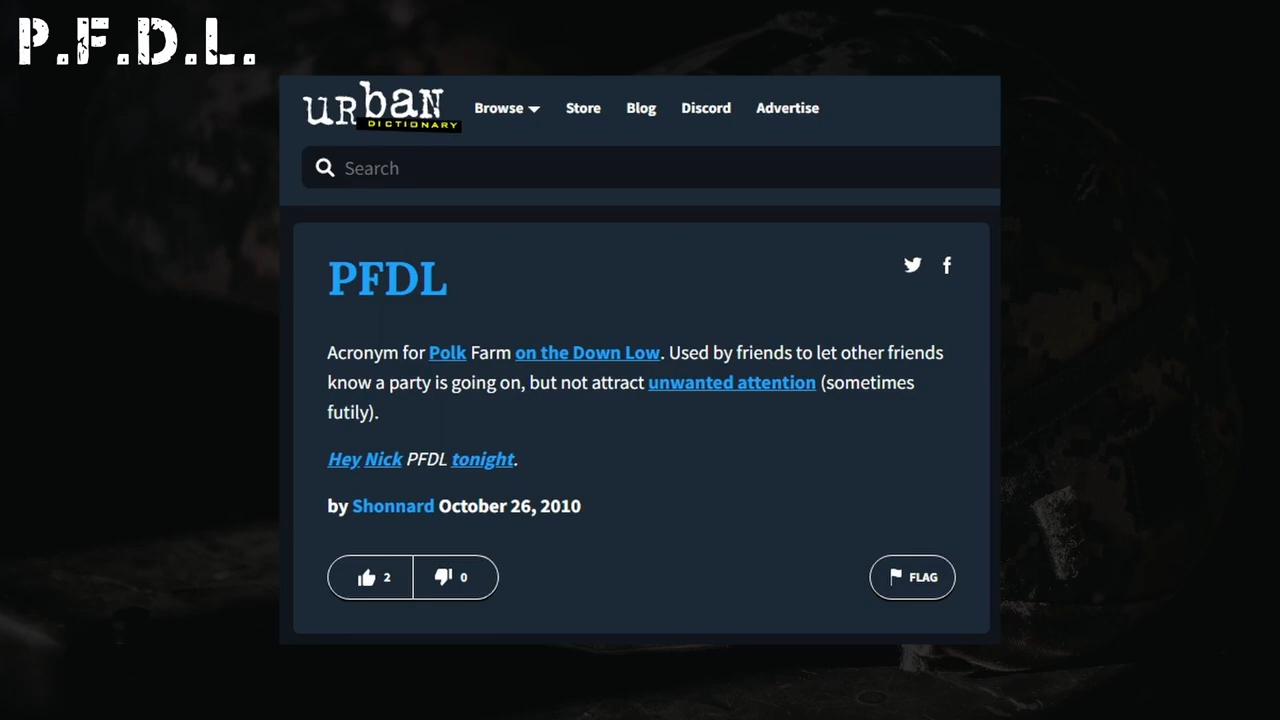 P.F.D.L.
URBAN
DICTIONARY
Browse Store Blog Discord Advertise
Search
PFDL
Acronym for Polk Farm on the Down Low. Used by friends to let other friends
know a party is going on, but not attract unwanted attention (sometimes
futily).
Hey Nick PFDL tonight.
by Shonnard October 26, 2010
2 0 FLAG